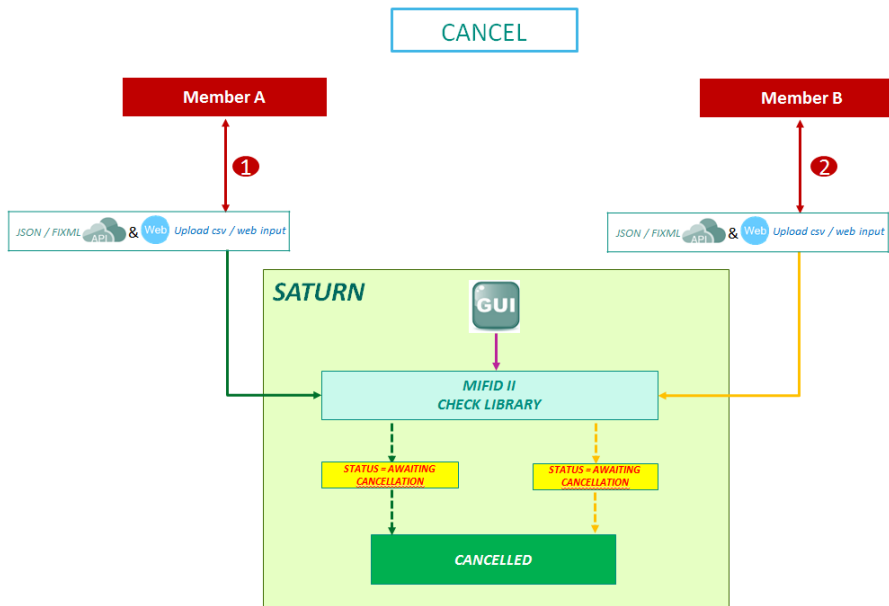 CANCEL
Member A
Member B
1
2
JSON / FIXML API & Web Upload csv / web input
JSON / FIXML API & Web Upload csv / web input
SATURN
GUI
MIFID II
CHECK LIBRARY
STATUS = AWAITING
CANCELLATION
STATUS = AWAITING
CANCELLATION
CANCELLED